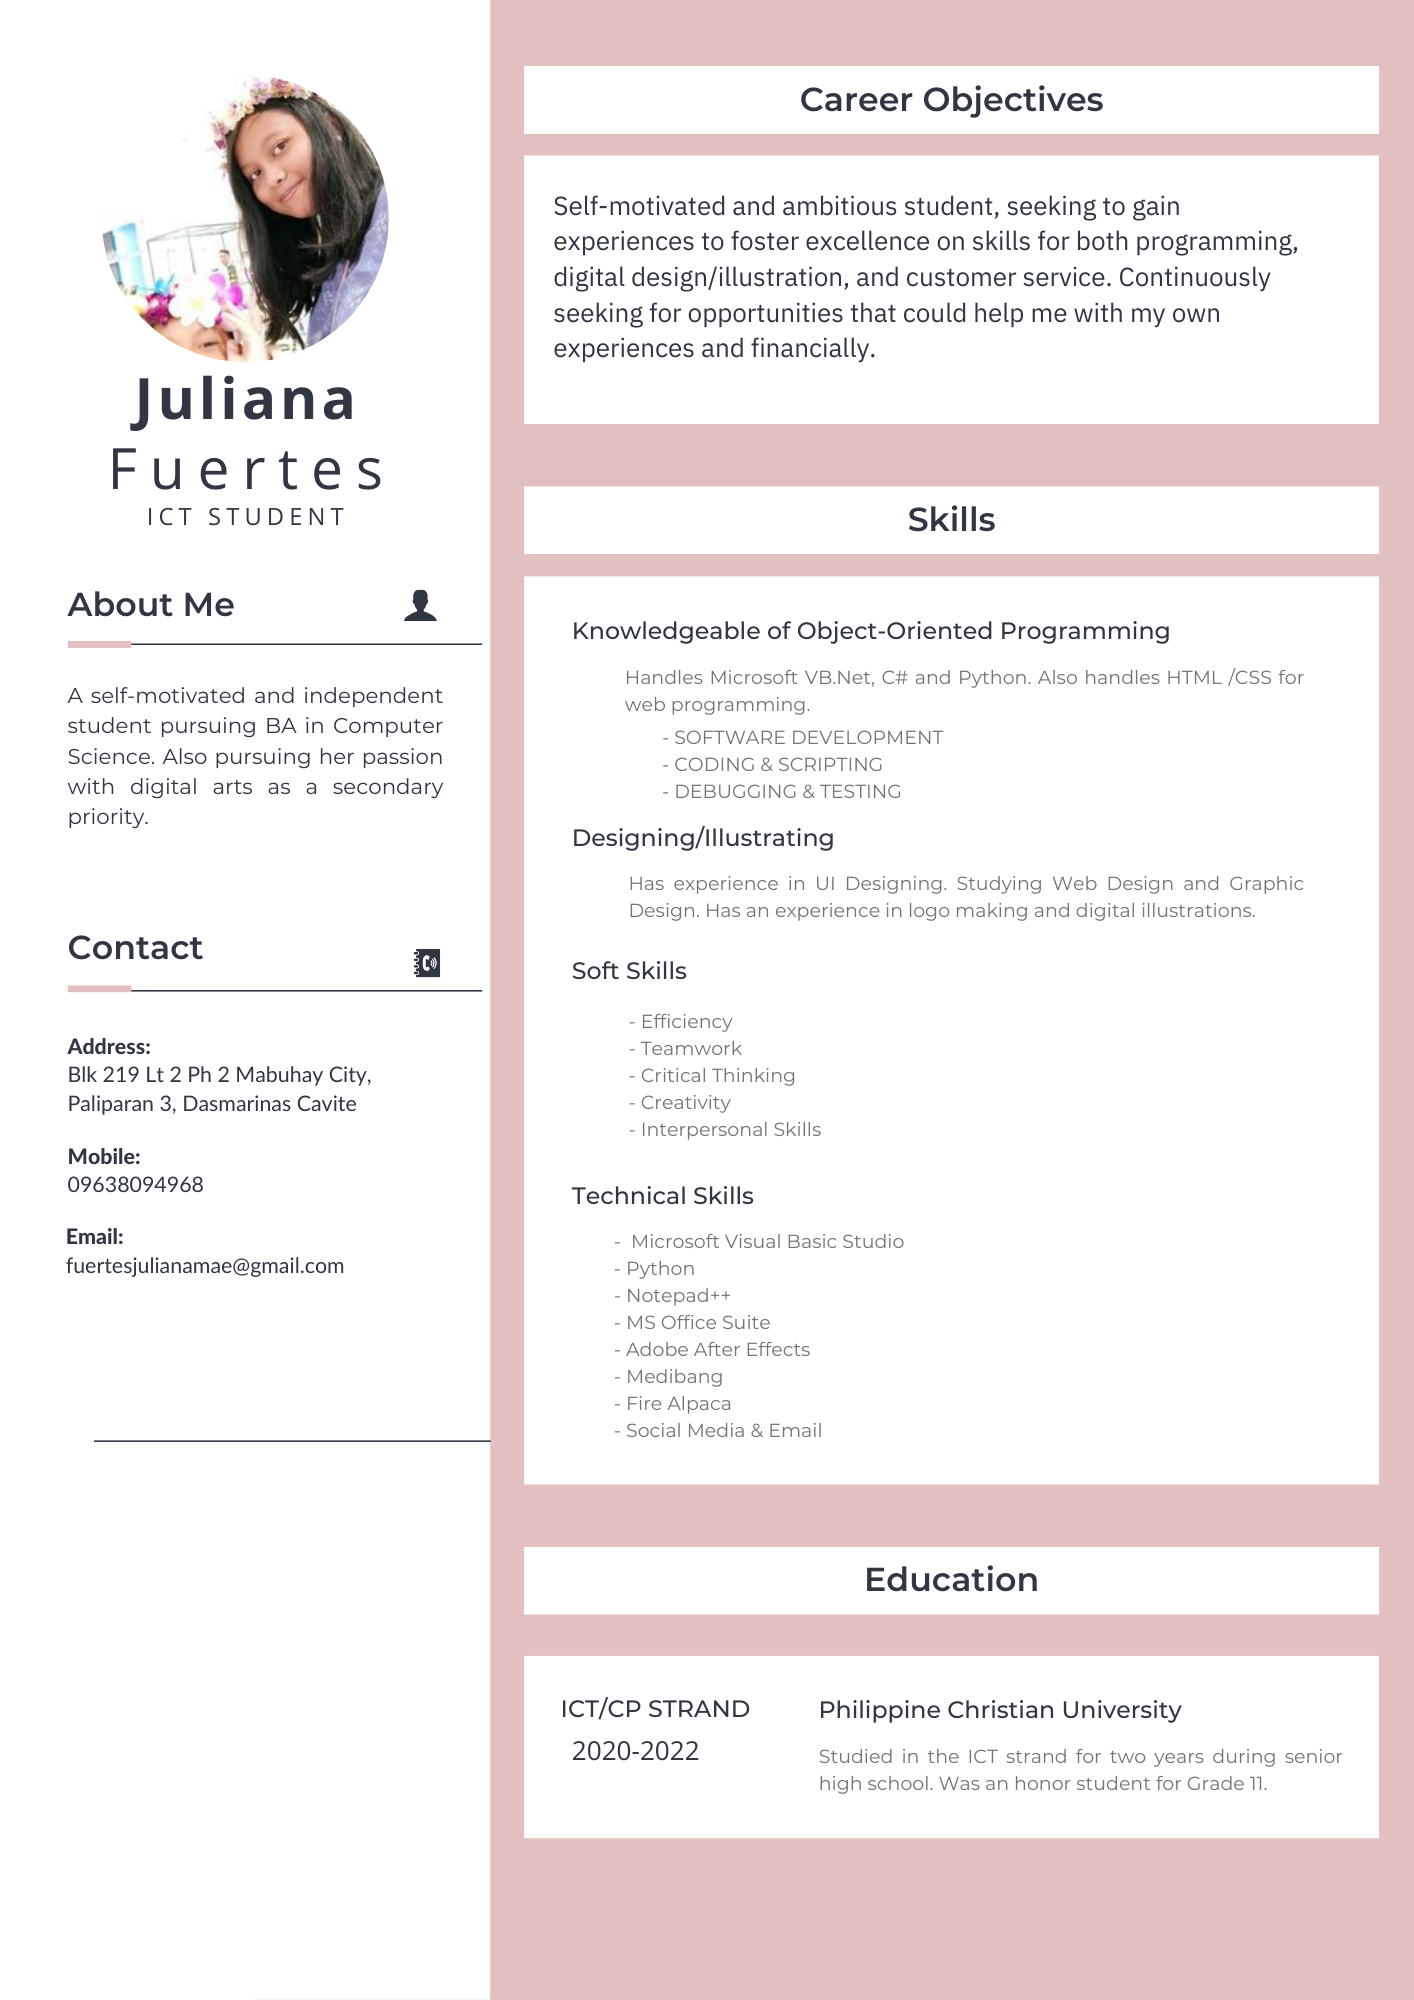 Juliana
Fuertes
ICT STUDENT
About Me
A self-motivated and independent
student pursuing BA in Computer
Science. Also pursuing her passion
with digital arts as a secondary
priority.
Contact
Address:
Blk 219 Lt 2 Ph 2 Mabuhay City,
Paliparan 3, Dasmarinas Cavite
Mobile:
09638094968
Email:
fuertesjulianamae@gmail.com
Career Objectives
Self-motivated and ambitious student, seeking to gain
experiences to foster excellence on skills for both programming,
digital design/illustration, and customer service. Continuously
seeking for opportunities that could help me with my own
experiences and financially.
Skills
Knowledgeable of Object-Oriented Programming
Handles Microsoft VB.Net, C# and Python. Also handles HTML /CSS for
web programming.
- SOFTWARE DEVELOPMENT
- CODING & SCRIPTING
- DEBUGGING & TESTING
Designing/Illustrating
Has experience in UI Designing. Studying Web Design and Graphic
Design. Has an experience in logo making and digital illustrations.
Soft Skills
- Efficiency
- Teamwork
- Critical Thinking
- Creativity
- Interpersonal Skills
Technical Skills
- Microsoft Visual Basic Studio
- Python
- Notepad++
- MS Office Suite
- Adobe After Effects
- Medibang
- Fire Alpaca
- Social Media & Email
Education
ICT/CP STRAND
2020-2022
Philippine Christian University
Studied in the ICT strand for two years during senior
high school. Was an honor student for Grade 11.